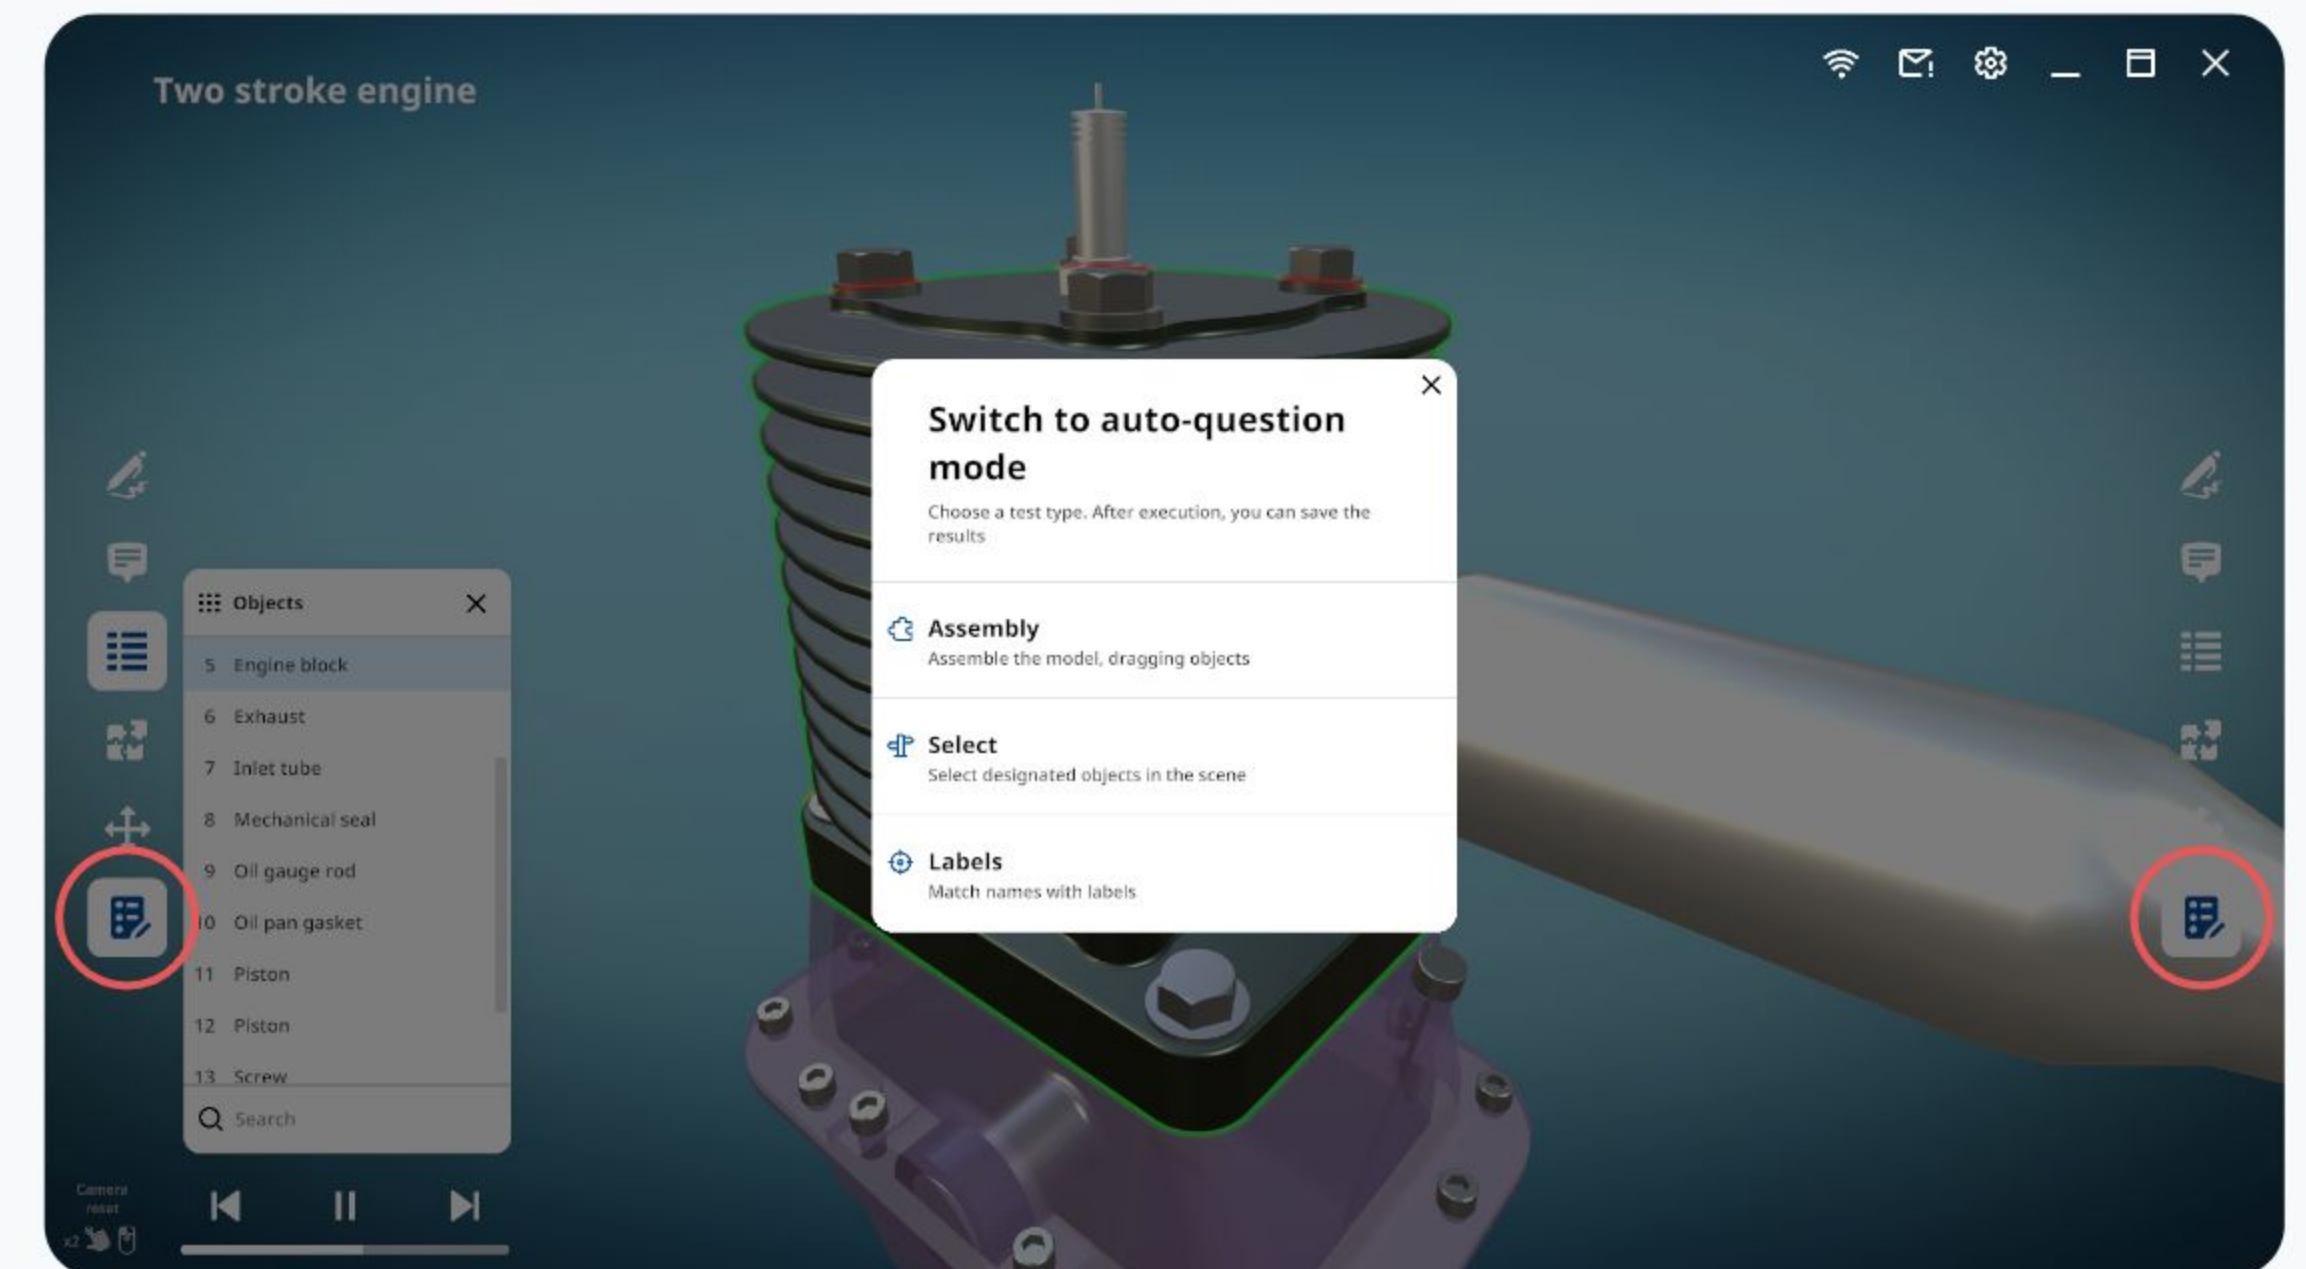 Two stroke engine
Switch to auto-question
mode
Choose a test type. After execution, you can save the
results
Assembly
Assemble the model, dragging objects
Select
Select designated objects in the scene
Labels
Match names with labels
Objects
5 Engine block
6 Exhaust
7 Inlet tube
8 Mechanical seal
9 Oil gauge rod
10 Oil pan gasket
11 Piston
12 Piston
13 Screw
Search
Camera
reset
x2